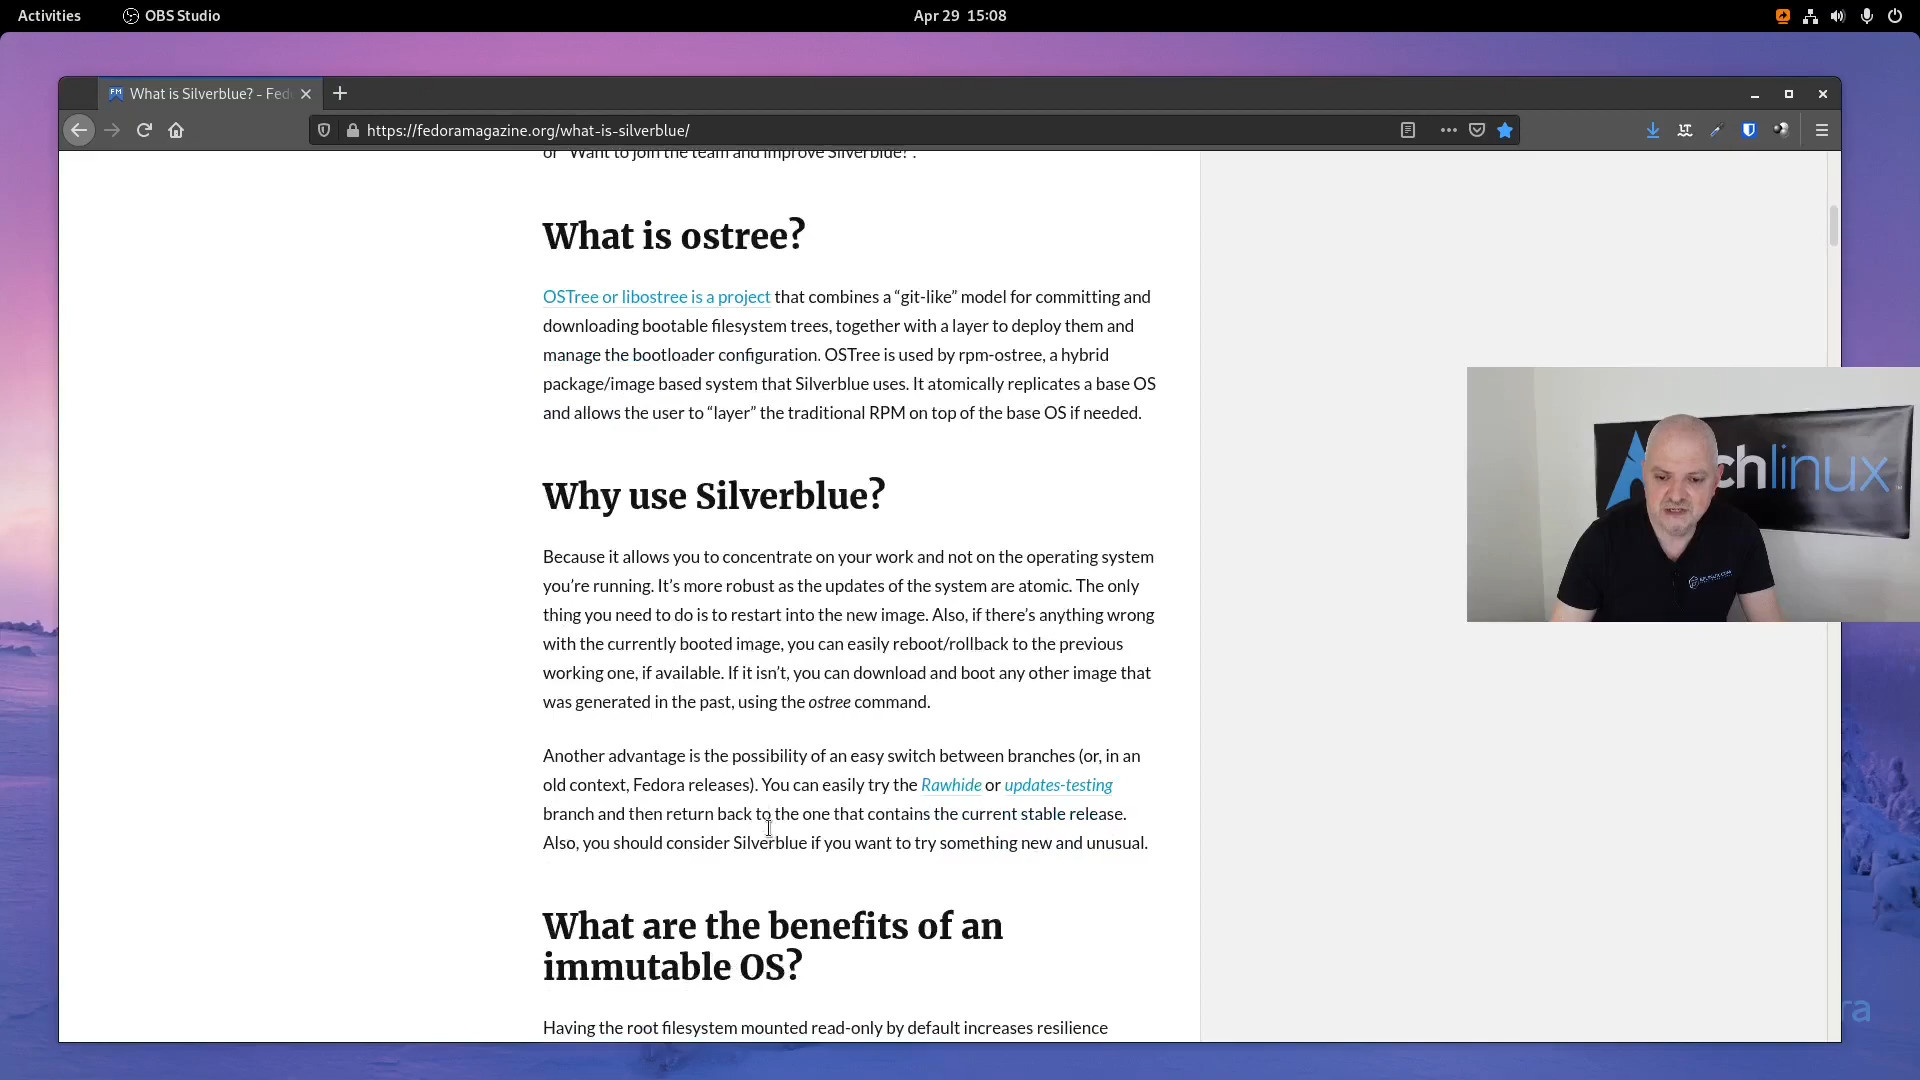 Activities
OBS Studio
Apr 29 15:08
What is Silverblue? - Fed
https://fedoramagazine.org/what-is-silverblue/
or "Want to join the team and improve Silverblue?".
What is ostree?
OSTree or libostree is a project that combines a “git-like” model for committing and
downloading bootable filesystem trees, together with a layer to deploy them and
manage the bootloader configuration. OSTree is used by rpm-ostree, a hybrid
package/image based system that Silverblue uses. It atomically replicates a base OS
and allows the user to “layer” the traditional RPM on top of the base OS if needed.
Why use Silverblue?
Because it allows you to concentrate on your work and not on the operating system
you’re running. It’s more robust as the updates of the system are atomic. The only
thing you need to do is to restart into the new image. Also, if there’s anything wrong
with the currently booted image, you can easily reboot/rollback to the previous
working one, if available. If it isn’t, you can download and boot any other image that
was generated in the past, using the ostree command.
Another advantage is the possibility of an easy switch between branches (or, in an
old context, Fedora releases). You can easily try the Rawhide or updates-testing
branch and then return back to the one that contains the current stable release.
Also, you should consider Silverblue if you want to try something new and unusual.
What are the benefits of an
immutable OS?
Having the root filesystem mounted read-only by default increases resilience
chlinux
ra